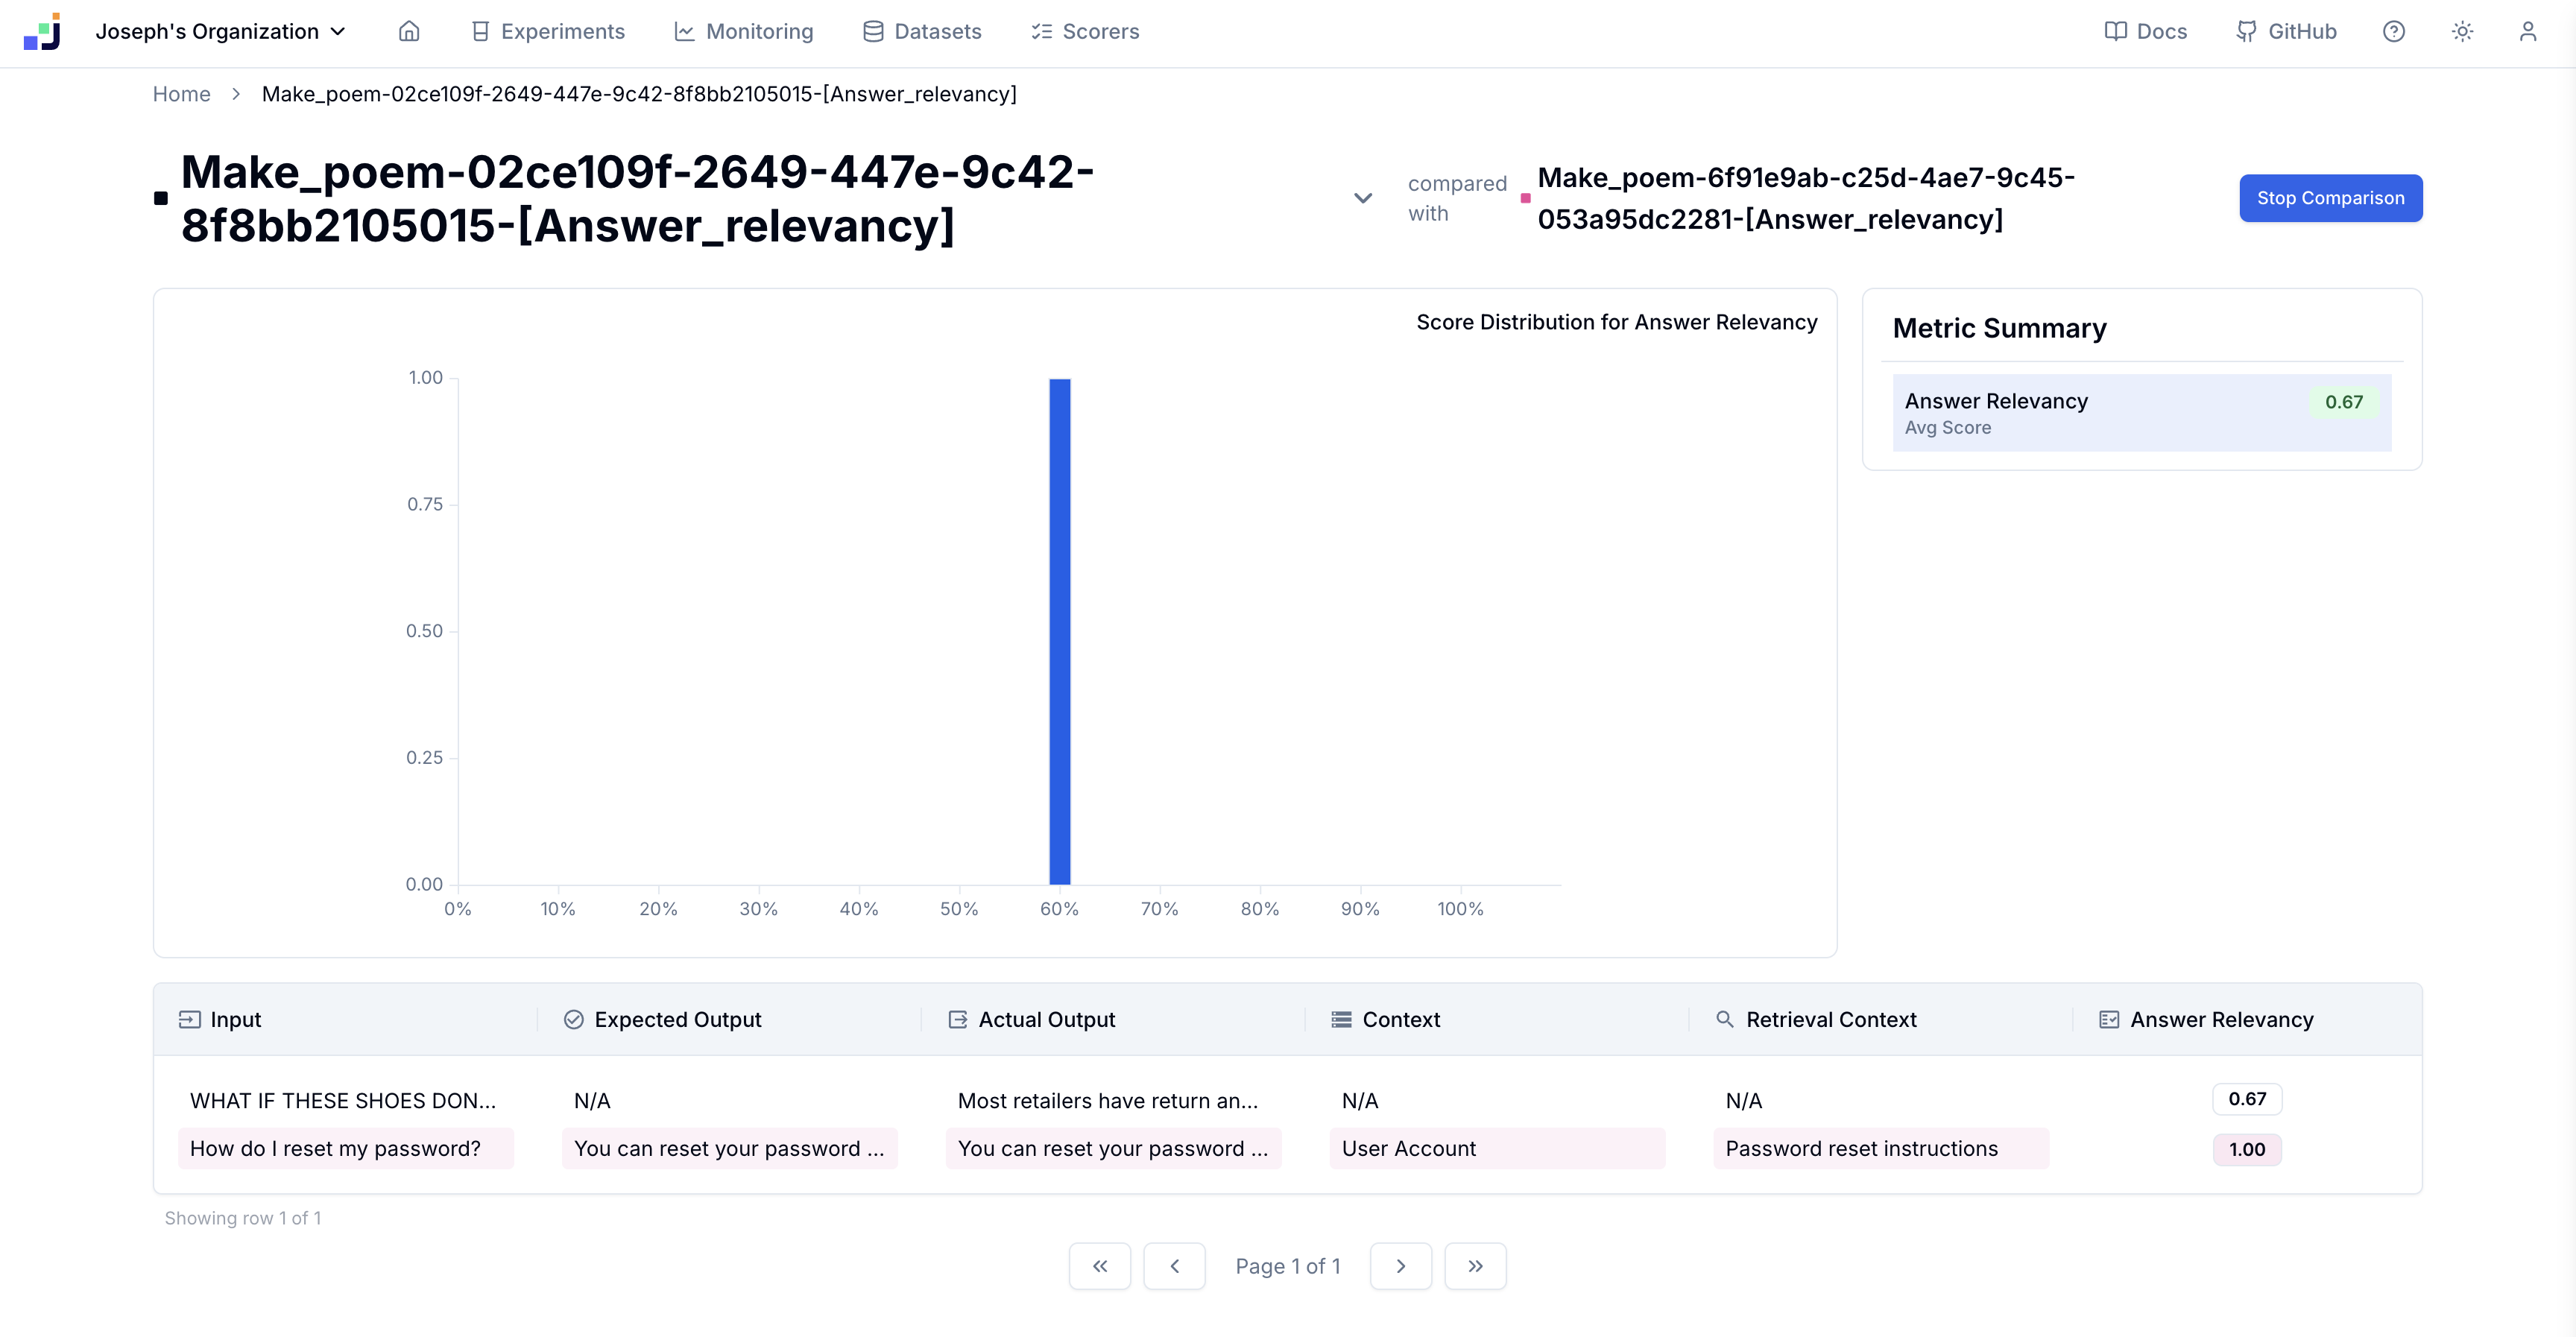 Joseph's Organization
Experiments
Monitoring
Datasets
Scorers
Docs
GitHub
Home
Make_poem-02ce109f-2649-447e-9c42-8f8bb2105015-[Answer_relevancy]
Make_poem-02ce109f-2649-447e-9c42-
8f8bb2105015-[Answer_relevancy]
compared
with
Make_poem-6f91e9ab-c25d-4ae7-9c45-
053a95dc2281-[Answer_relevancy]
Stop Comparison
Score Distribution for Answer Relevancy
1.00
0.75
0.50
0.25
0.00
0% 10% 20% 30% 40% 50% 60% 70% 80% 90% 100%
Metric Summary
Answer Relevancy 0.67
Avg Score
Input Expected Output Actual Output Context Retrieval Context Answer Relevancy
WHAT IF THESE SHOES DON... N/A Most retailers have return an... N/A N/A 0.67
How do I reset my password? You can reset your password ... You can reset your password ... User Account Password reset instructions 1.00
Showing row 1 of 1
Page 1 of 1